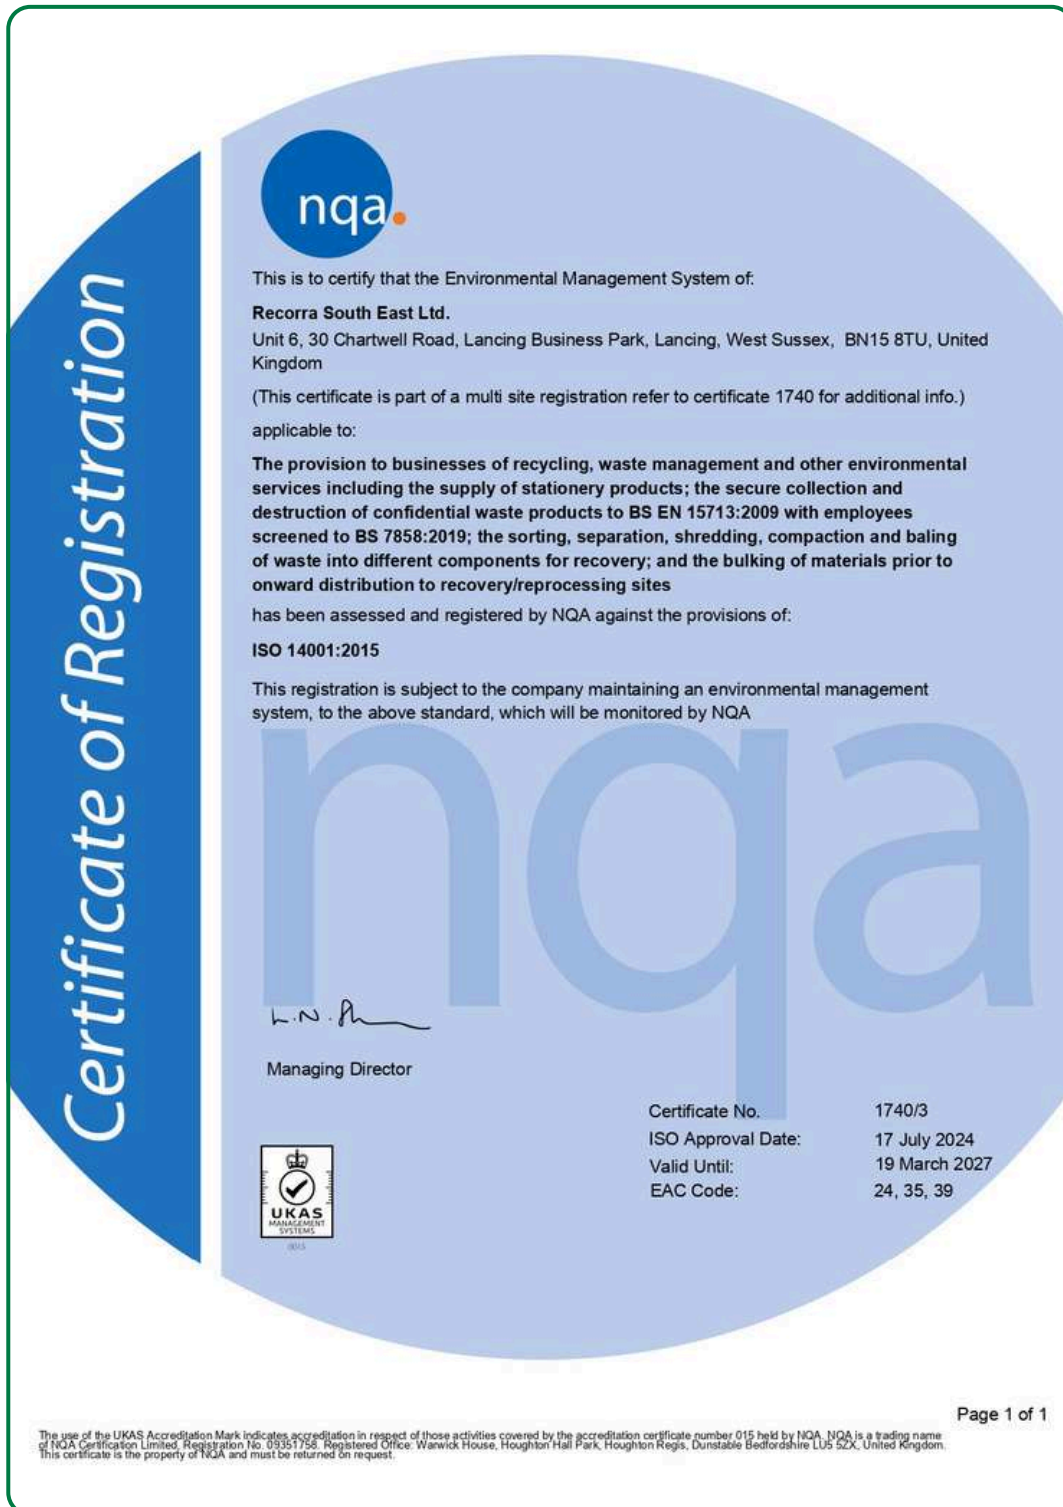 Certificate of Registration
nqa.
This is to certify that the Environmental Management System of:
Recorra South East Ltd.
Unit 6, 30 Chartwell Road, Lancing Business Park, Lancing, West Sussex, BN15 8TU, United
Kingdom
(This certificate is part of a multi site registration refer to certificate 1740 for additional info.)
applicable to:
The provision to businesses of recycling, waste management and other environmental
services including the supply of stationery products; the secure collection and
destruction of confidential waste products to BS EN 15713:2009 with employees
screened to BS 7858:2019; the sorting, separation, shredding, compaction and baling
of waste into different components for recovery; and the bulking of materials prior to
onward distribution to recovery/reprocessing sites
has been assessed and registered by NQA against the provisions of:
ISO 14001:2015
This registration is subject to the company maintaining an environmental management
system, to the above standard, which will be monitored by NQA
nqa
L.N.
Managing Director
Certificate No. 1740/3
ISO Approval Date: 17 July 2024
Valid Until: 19 March 2027
EAC Code: 24, 35, 39
UKAS
MANAGEMENT
SYSTEMS
0015
Page 1 of 1
The use of the UKAS Accreditation Mark indicates accreditation in respect of those activities covered by the accreditation certificate number 015 held by NQA. NQA is a trading name
of NQA Certification Limited, Registration No. 09351758. Registered Office: Warwick House, Houghton Hall Park, Houghton Regis, Dunstable Bedfordshire LU5 5ZX, United Kingdom.
This certificate is the property of NQA and must be returned on request.